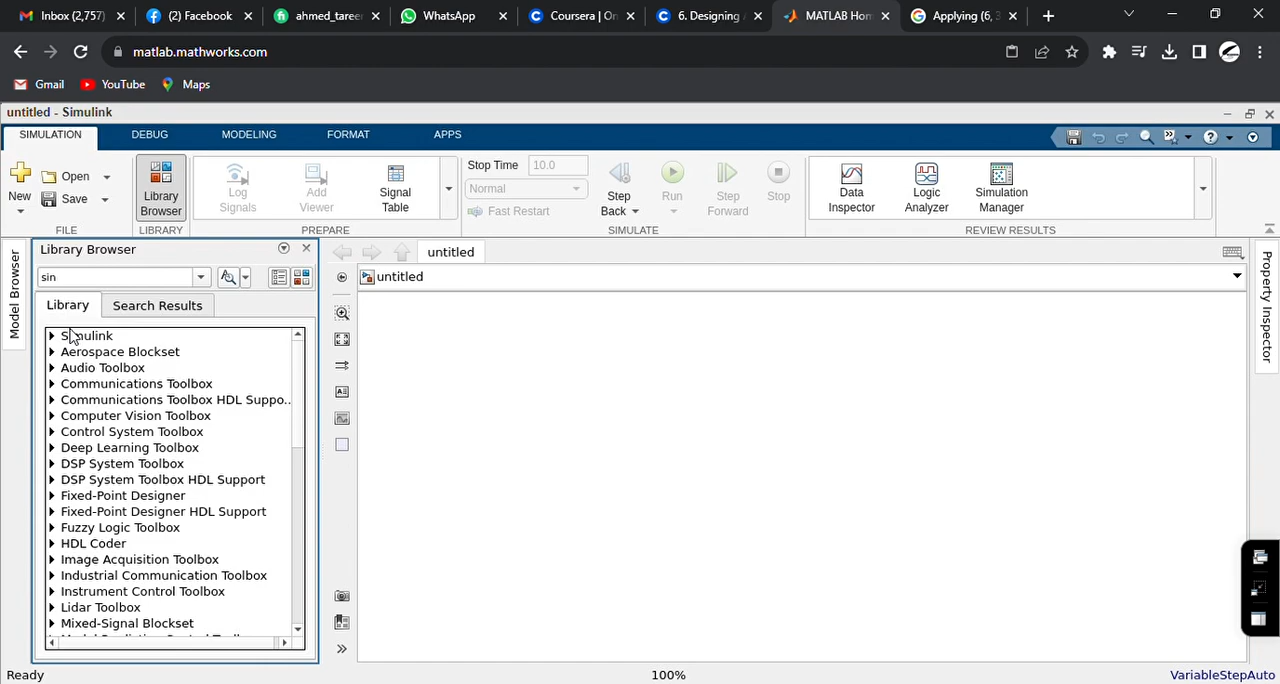 Inbox (2,757)
(2) Facebook
ahmed_taree
WhatsApp
Coursera | On
6. Designing A
MATLAB Hom
Applying (6, 3
matlab.mathworks.com
Gmail
YouTube
Maps
untitled - Simulink
SIMULATION
DEBUG
MODELING
FORMAT
APPS
New
Open
Save
FILE
Library
Browser
LIBRARY
Log
Signals
Add
Viewer
Signal
Table
PREPARE
Stop Time 10.0
Normal
Fast Restart
Step
Back
Run
Step
Forward
Stop
SIMULATE
Data
Inspector
Logic
Analyzer
Simulation
Manager
REVIEW RESULTS
Model Browser
Library Browser
sin
Library
Search Results
Simulink
Aerospace Blockset
Audio Toolbox
Communications Toolbox
Communications Toolbox HDL Suppo..
Computer Vision Toolbox
Control System Toolbox
Deep Learning Toolbox
DSP System Toolbox
DSP System Toolbox HDL Support
Fixed-Point Designer
Fixed-Point Designer HDL Support
Fuzzy Logic Toolbox
HDL Coder
Image Acquisition Toolbox
Industrial Communication Toolbox
Instrument Control Toolbox
Lidar Toolbox
Mixed-Signal Blockset
untitled
untitled
Property Inspector
Ready
100%
VariableStepAuto